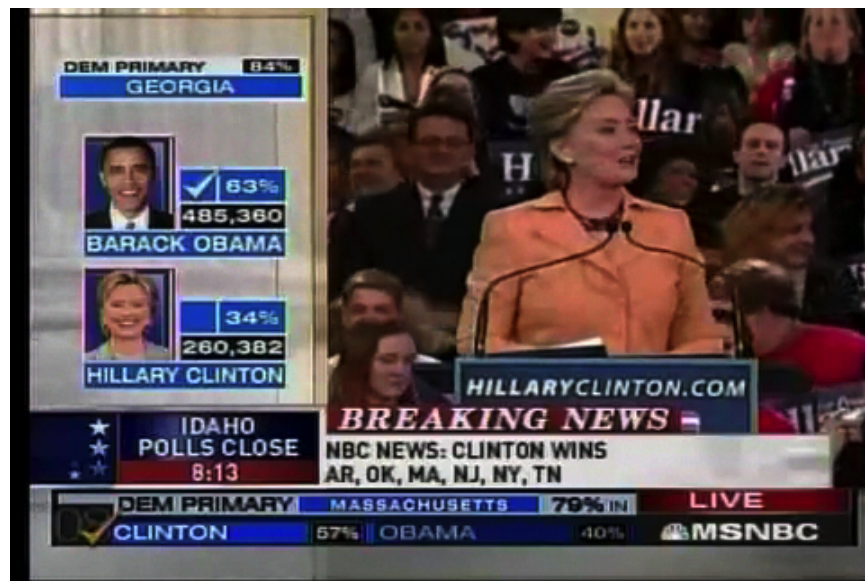 DEM PRIMARY 84%
GEORGIA
63%
485,360
BARACK OBAMA
34%
260,382
HILLARY CLINTON
llar
H
HILLARYCLINTON.COM
IDAHO
POLLS CLOSE
8:13
BREAKING NEWS
NBC NEWS: CLINTON WINS
AR, OK, MA, NJ, NY, TN
DEM PRIMARY MASSACHUSETTS 79% IN LIVE
CLINTON 57% OBAMA 40% MSNBC